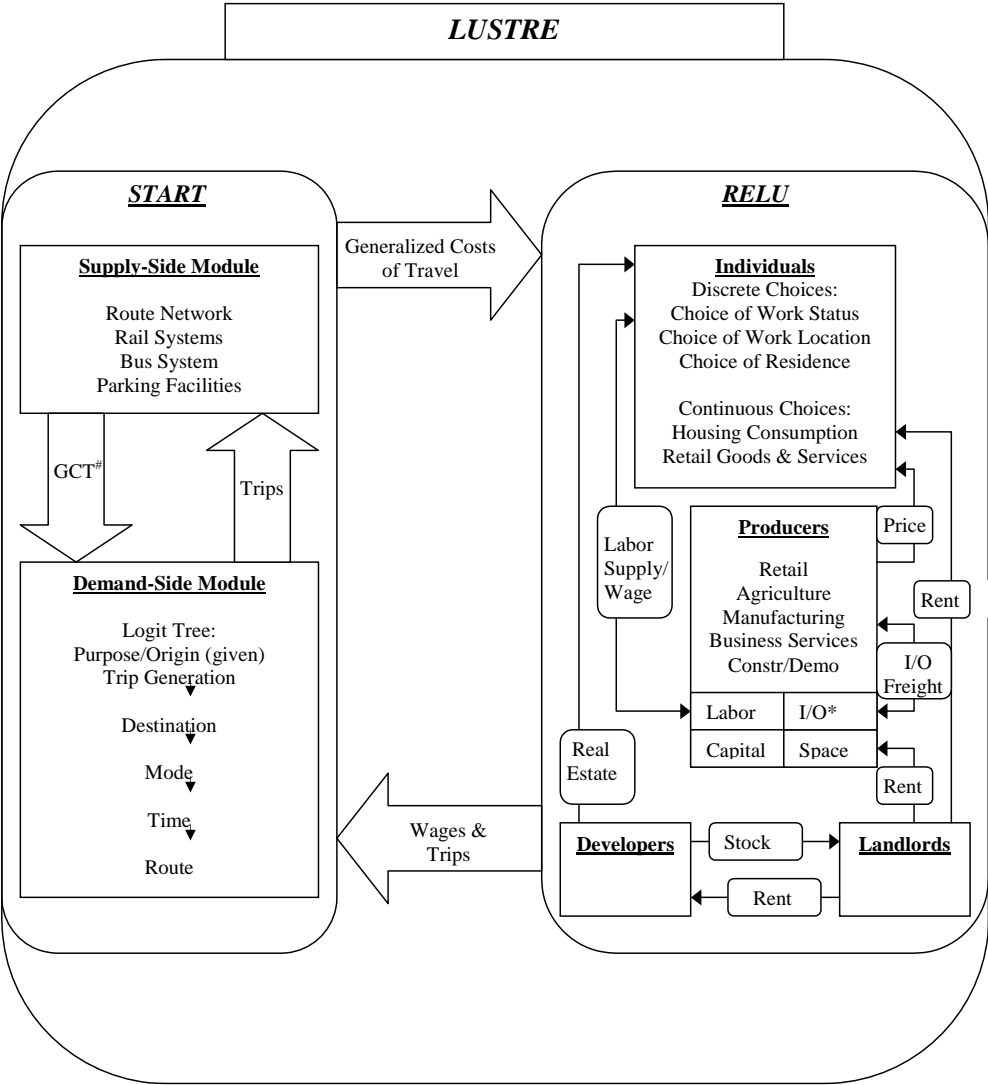 LUSTRE
START
Supply-Side Module
Route Network
Rail Systems
Bus System
Parking Facilities
GCT#
Trips
Demand-Side Module
Logit Tree:
Purpose/Origin (given)
Trip Generation
Destination
Mode
Time
Route
Generalized Costs
of Travel
Wages &
Trips
RELU
Individuals
Discrete Choices:
Choice of Work Status
Choice of Work Location
Choice of Residence
Continuous Choices:
Housing Consumption
Retail Goods & Services
Labor
Supply/
Wage
Producers
Retail
Agriculture
Manufacturing
Business Services
Constr/Demo
Labor
I/O*
Capital
Space
Price
Rent
I/O
Freight
Rent
Real
Estate
Developers
Stock
Landlords
Rent